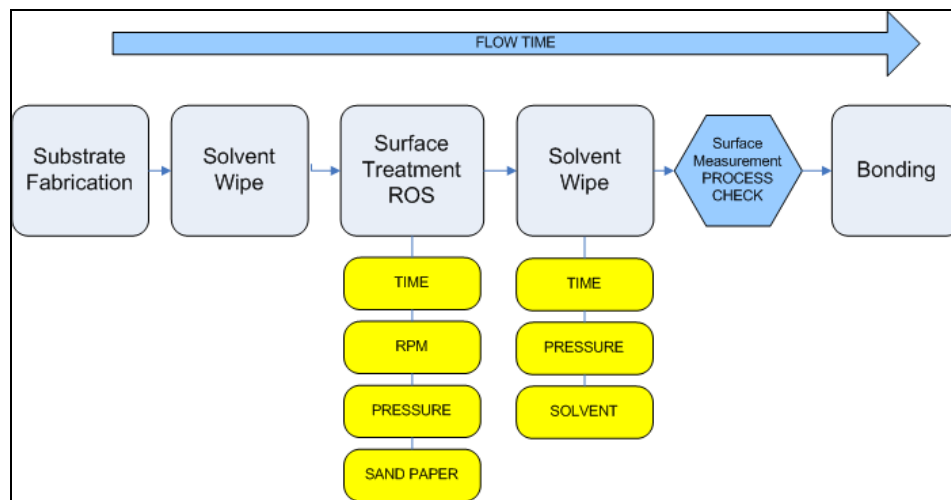 FLOW TIME
Substrate
Fabrication
Solvent
Wipe
Surface
Treatment
ROS
Solvent
Wipe
Surface
Measurement
PROCESS
CHECK
Bonding
TIME
RPM
PRESSURE
SAND PAPER
TIME
PRESSURE
SOLVENT